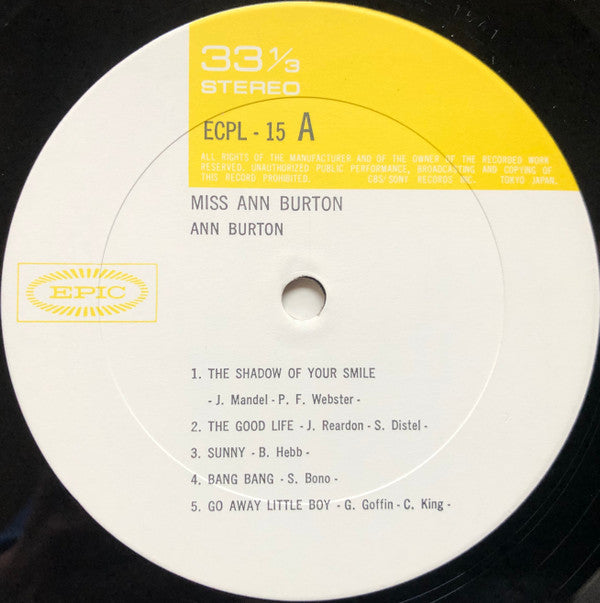 33 1/3
STEREO
ECPL - 15 A
ALL RIGHTS OF THE MANUFACTURER AND OF THE OWNER OF THE RECORDED WORK
RESERVED. UNAUTHORIZED PUBLIC PERFORMANCE, BROADCASTING AND COPYING OF
THIS RECORD PROHIBITED. CBS/SONY RECORDS INC. TOKYO JAPAN.
MISS ANN BURTON
ANN BURTON
EPIC
1. THE SHADOW OF YOUR SMILE
- J. Mandel - P. F. Webster -
2. THE GOOD LIFE - J. Reardon - S. Distel -
3. SUNNY - B. Hebb -
4. BANG BANG - S. Bono -
5. GO AWAY LITTLE BOY - G. Goffin - C. King -